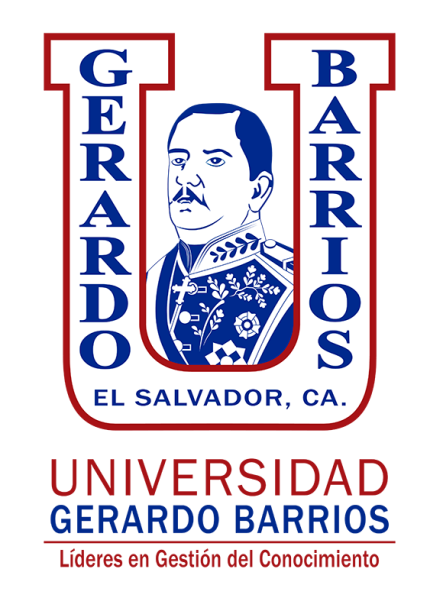 GERARDO
BARRIOS
EL SALVADOR, CA.
UNIVERSIDAD
GERARDO BARRIOS
Líderes en Gestión del Conocimiento